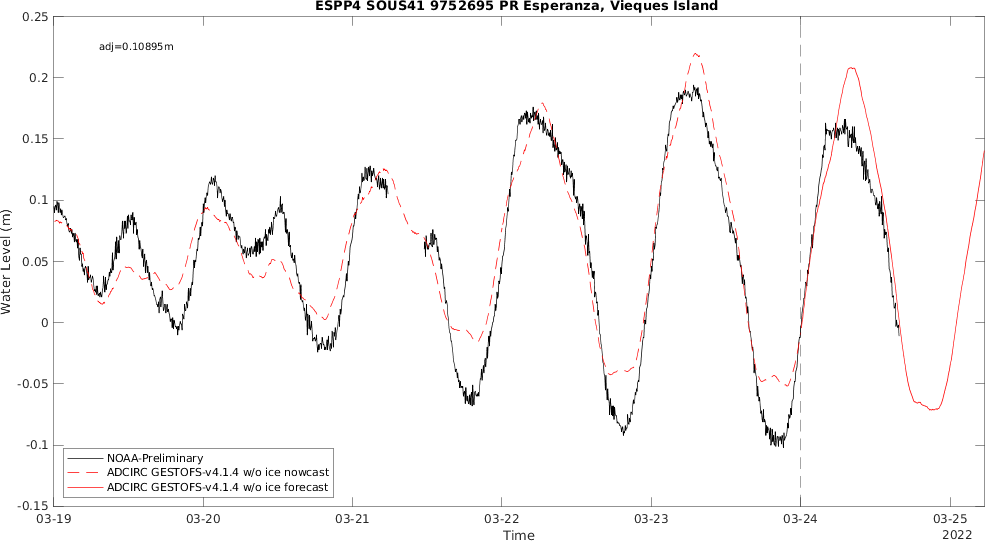 ESPP4 SOUS41 9752695 PR Esperanza, Vieques Island
0.25
adj=0.10895m
0.2
0.15
0.1
0.05
0
-0.05
-0.1
-0.15
Water Level (m)
NOAA-Preliminary
ADCIRC GESTOFS-v4.1.4 w/o ice nowcast
ADCIRC GESTOFS-v4.1.4 w/o ice forecast
03-19 03-20 03-21 03-22 03-23 03-24 03-25
Time
2022